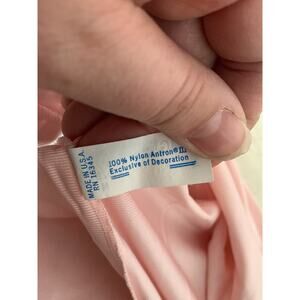 MADE IN U.S.A.
RN 16345
100% Nylon Antron® III
Exclusive of Decoration